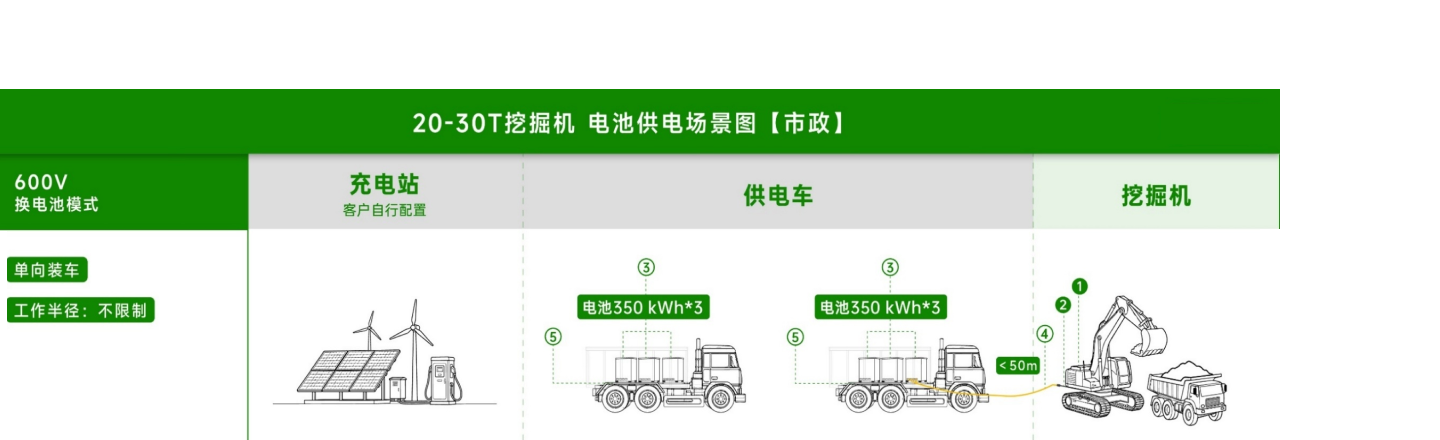 20-30T挖掘机 电池供电场景图【市政】
600V
换电池模式
充电站
客户自行配置
供电车
挖掘机
单向装车
工作半径：不限制
③
③
电池350 kWh*3
电池350 kWh*3
⑤
⑤
❶
❷
④
<50m